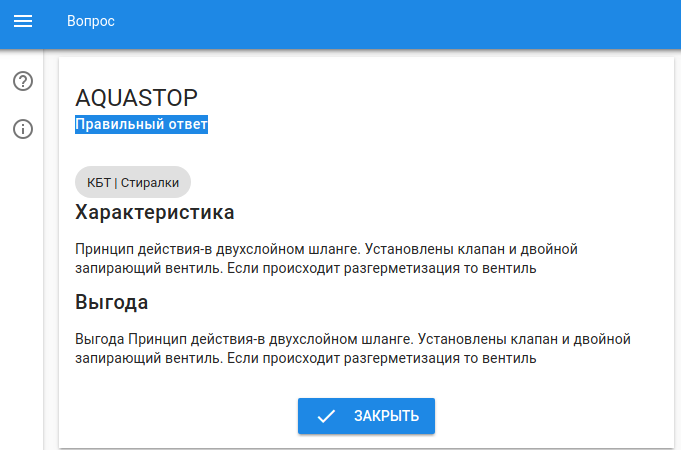 Вопрос
AQUASTOP
Правильный ответ
КБТ | Стиралки
Характеристика
Принцип действия-в двухслойном шланге. Установлены клапан и двойной
запирающий вентиль. Если происходит разгерметизация то вентиль
Выгода
Выгода Принцип действия-в двухслойном шланге. Установлены клапан и двойной
запирающий вентиль. Если происходит разгерметизация то вентиль
ЗАКРЫТЬ